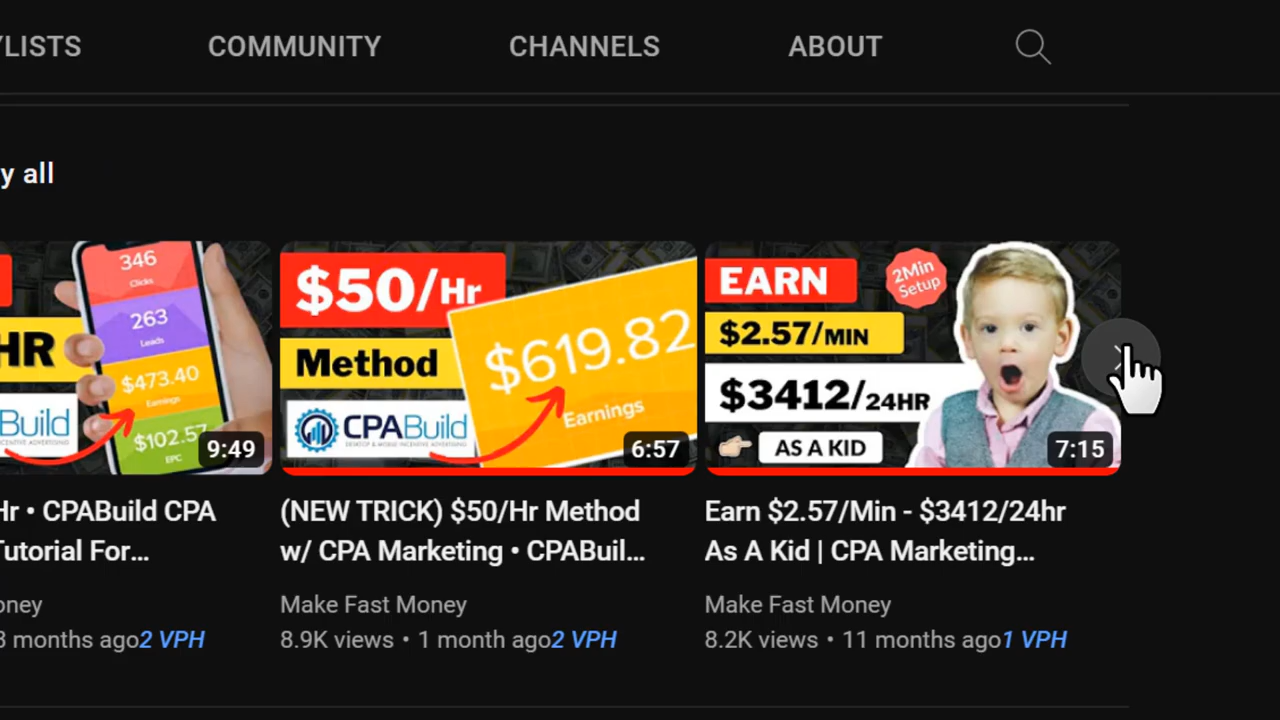 YLISTS
COMMUNITY
CHANNELS
ABOUT
y all
346
Clicks
263
Leads
HR
$473.40
Earnings
Build
$102.57
EPC
9:49
$50/Hr
Method
CPABuild
DESKTOP & MOBILE INCENTIVE ADVERTISING
$619.82
Earnings
6:57
EARN
2Min
Setup
$2.57/MIN
$3412/24HR
AS A KID
7:15
Hr • CPABuild CPA
Tutorial For...
oney
3 months ago2 VPH
(NEW TRICK) $50/Hr Method
w/ CPA Marketing • CPABuil...
Make Fast Money
8.9K views • 1 month ago2 VPH
Earn $2.57/Min - $3412/24hr
As A Kid | CPA Marketing...
Make Fast Money
8.2K views • 11 months ago1 VPH